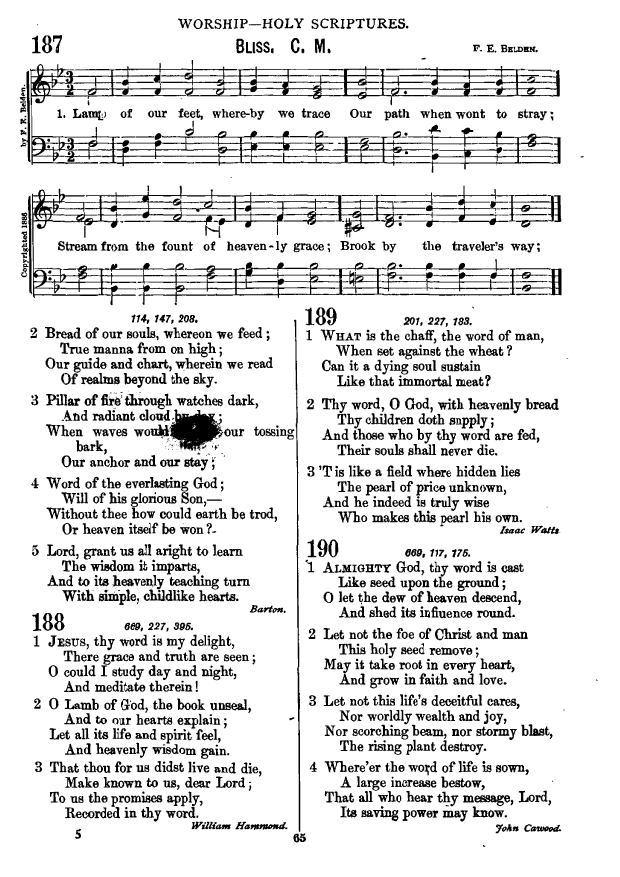 WORSHIP—HOLY SCRIPTURES.
187 BLISS. C. M. F. E. BELDEN.
by F. E. Belden.
1. Lamp of our feet, where-by we trace Our path when wont to stray;
Copyrighted 1886
Stream from the fount of heaven-ly grace; Brook by the traveler's way;
114, 147, 208.
2 Bread of our souls, whereon we feed;
True manna from on high;
Our guide and chart, wherein we read
Of realms beyond the sky.
3 Pillar of fire through watches dark,
And radiant cloud by day;
When waves would our tossing
bark,
Our anchor and our stay;
4 Word of the everlasting God;
Will of his glorious Son,—
Without thee how could earth be trod,
Or heaven itself be won?
5 Lord, grant us all aright to learn
The wisdom it imparts,
And to its heavenly teaching turn
With simple, childlike hearts.
Barton.
188 669, 227, 395.
1 JESUS, thy word is my delight,
There grace and truth are seen;
O could I study day and night,
And meditate therein!
2 O Lamb of God, the book unseal,
And to our hearts explain;
Let all its life and spirit feel,
And heavenly wisdom gain.
3 That thou for us didst live and die,
Make known to us, dear Lord;
To us the promises apply,
Recorded in thy word.
William Hammond.
5
189 201, 227, 183.
1 WHAT is the chaff, the word of man,
When set against the wheat?
Can it a dying soul sustain
Like that immortal meat?
2 Thy word, O God, with heavenly bread
Thy children doth supply;
And those who by thy word are fed,
Their souls shall never die.
3 'T is like a field where hidden lies
The pearl of price unknown,
And he indeed is truly wise
Who makes this pearl his own.
Isaac Watts
190 669, 117, 175.
1 ALMIGHTY God, thy word is cast
Like seed upon the ground;
O let the dew of heaven descend,
And shed its influence round.
2 Let not the foe of Christ and man
This holy seed remove;
May it take root in every heart,
And grow in faith and love.
3 Let not this life's deceitful cares,
Nor worldly wealth and joy,
Nor scorching beam, nor stormy blast,
The rising plant destroy.
4 Where'er the word of life is sown,
A large increase bestow,
That all who hear thy message, Lord,
Its saving power may know.
John Cawood.
65